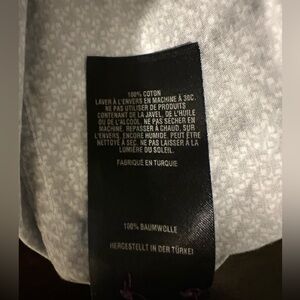 100% COTON
LAVER À L'ENVERS EN MACHINE À 30C.
NE PAS UTILISER DE PRODUITS
CONTENANT DE LA JAVEL, DE L'HUILE
OU DE L'ALCOOL. NE PAS SÉCHER EN
MACHINE. REPASSER À CHAUD, SUR
L'ENVERS, ENCORE HUMIDE. PEUT ÊTRE
NETTOYÉ À SEC. NE PAS LAISSER À LA
LUMIÈRE DU SOLEIL.
FABRIQUÉ EN TURQUIE
100% BAUMWOLLE
HERGESTELLT IN DER TÜRKEI